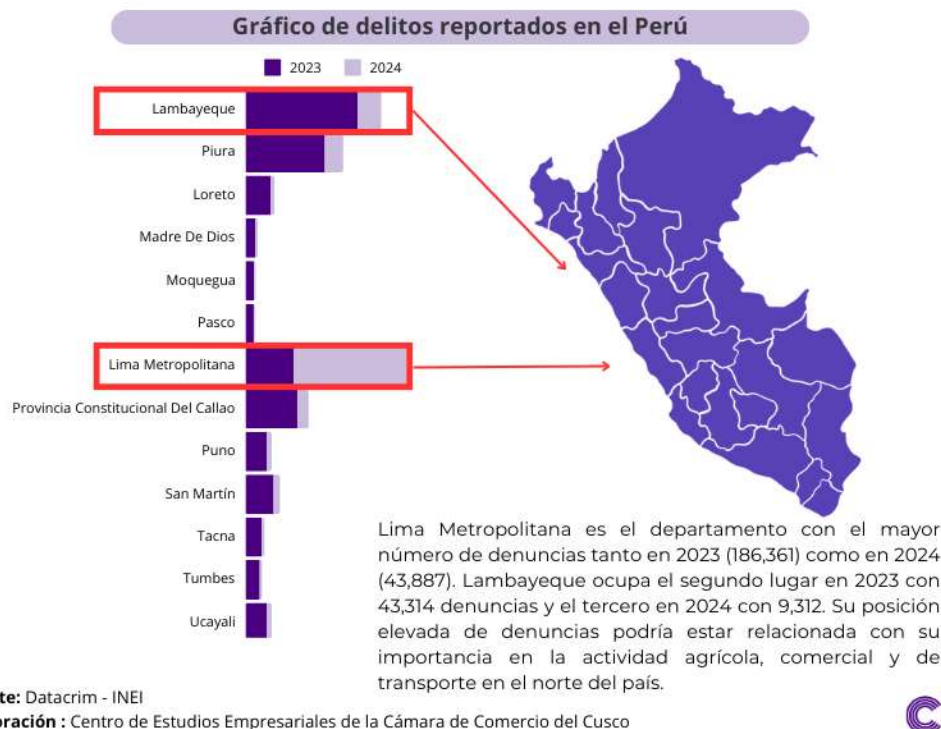 Gráfico de delitos reportados en el Perú
2023 2024
Lambayeque
Piura
Loreto
Madre De Dios
Moquegua
Pasco
Lima Metropolitana
Provincia Constitucional Del Callao
Puno
San Martín
Tacna
Tumbes
Ucayali
Lima Metropolitana es el departamento con el mayor
número de denuncias tanto en 2023 (186,361) como en 2024
(43,887). Lambayeque ocupa el segundo lugar en 2023 con
43,314 denuncias y el tercero en 2024 con 9,312. Su posición
elevada de denuncias podría estar relacionada con su
importancia en la actividad agrícola, comercial y de
transporte en el norte del país.
te: Datacrim - INEI
oración : Centro de Estudios Empresariales de la Cámara de Comercio del Cusco